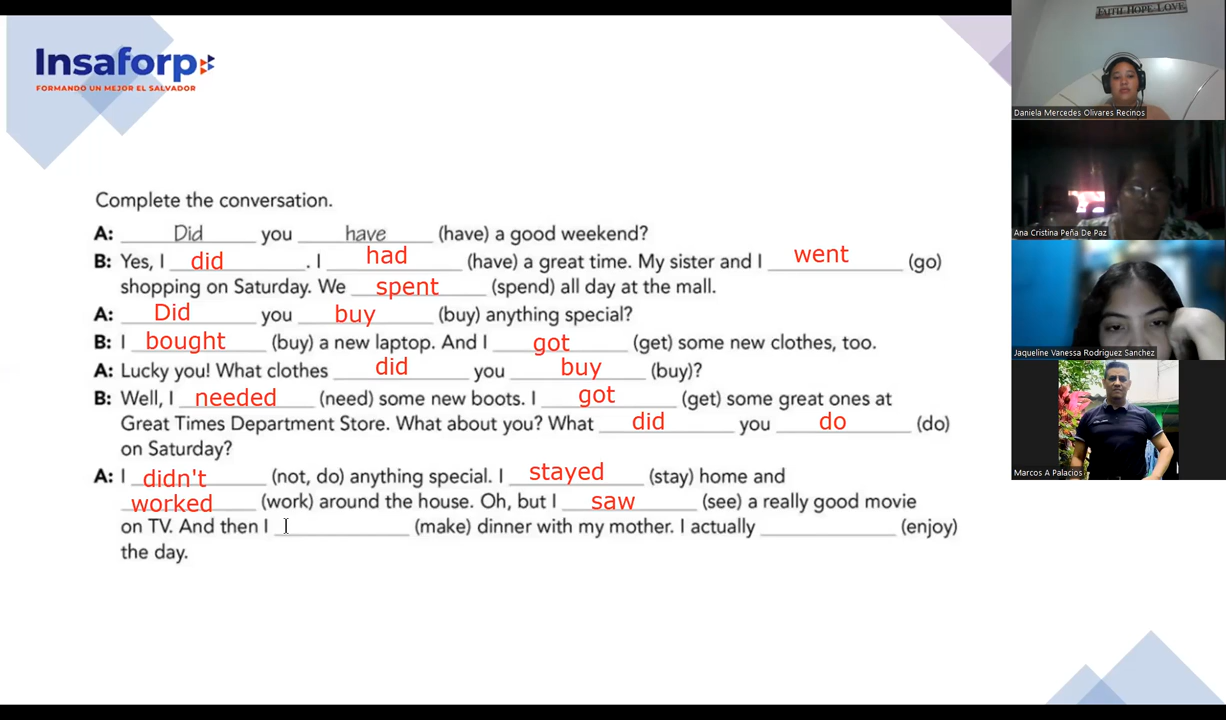 FAITH HOPE LOVE
Insaforp
FORMANDO UN MEJOR EL SALVADOR
Daniela Mercedes Olivares Recinos
Ana Cristina Peña De Paz
Jaqueline Vanessa Rodriguez Sanchez
Marcos A Palacios
Complete the conversation.
A: Did you have (have) a good weekend?
B: Yes, I did . I had (have) a great time. My sister and I went (go)
shopping on Saturday. We spent (spend) all day at the mall.
A: Did you buy (buy) anything special?
B: I bought (buy) a new laptop. And I got (get) some new clothes, too.
A: Lucky you! What clothes did you buy (buy)?
B: Well, I needed (need) some new boots. I got (get) some great ones at
Great Times Department Store. What about you? What did you do (do)
on Saturday?
A: I didn't (not, do) anything special. I stayed (stay) home and
worked (work) around the house. Oh, but I saw (see) a really good movie
on TV. And then I ____________ (make) dinner with my mother. I actually ____________ (enjoy)
the day.